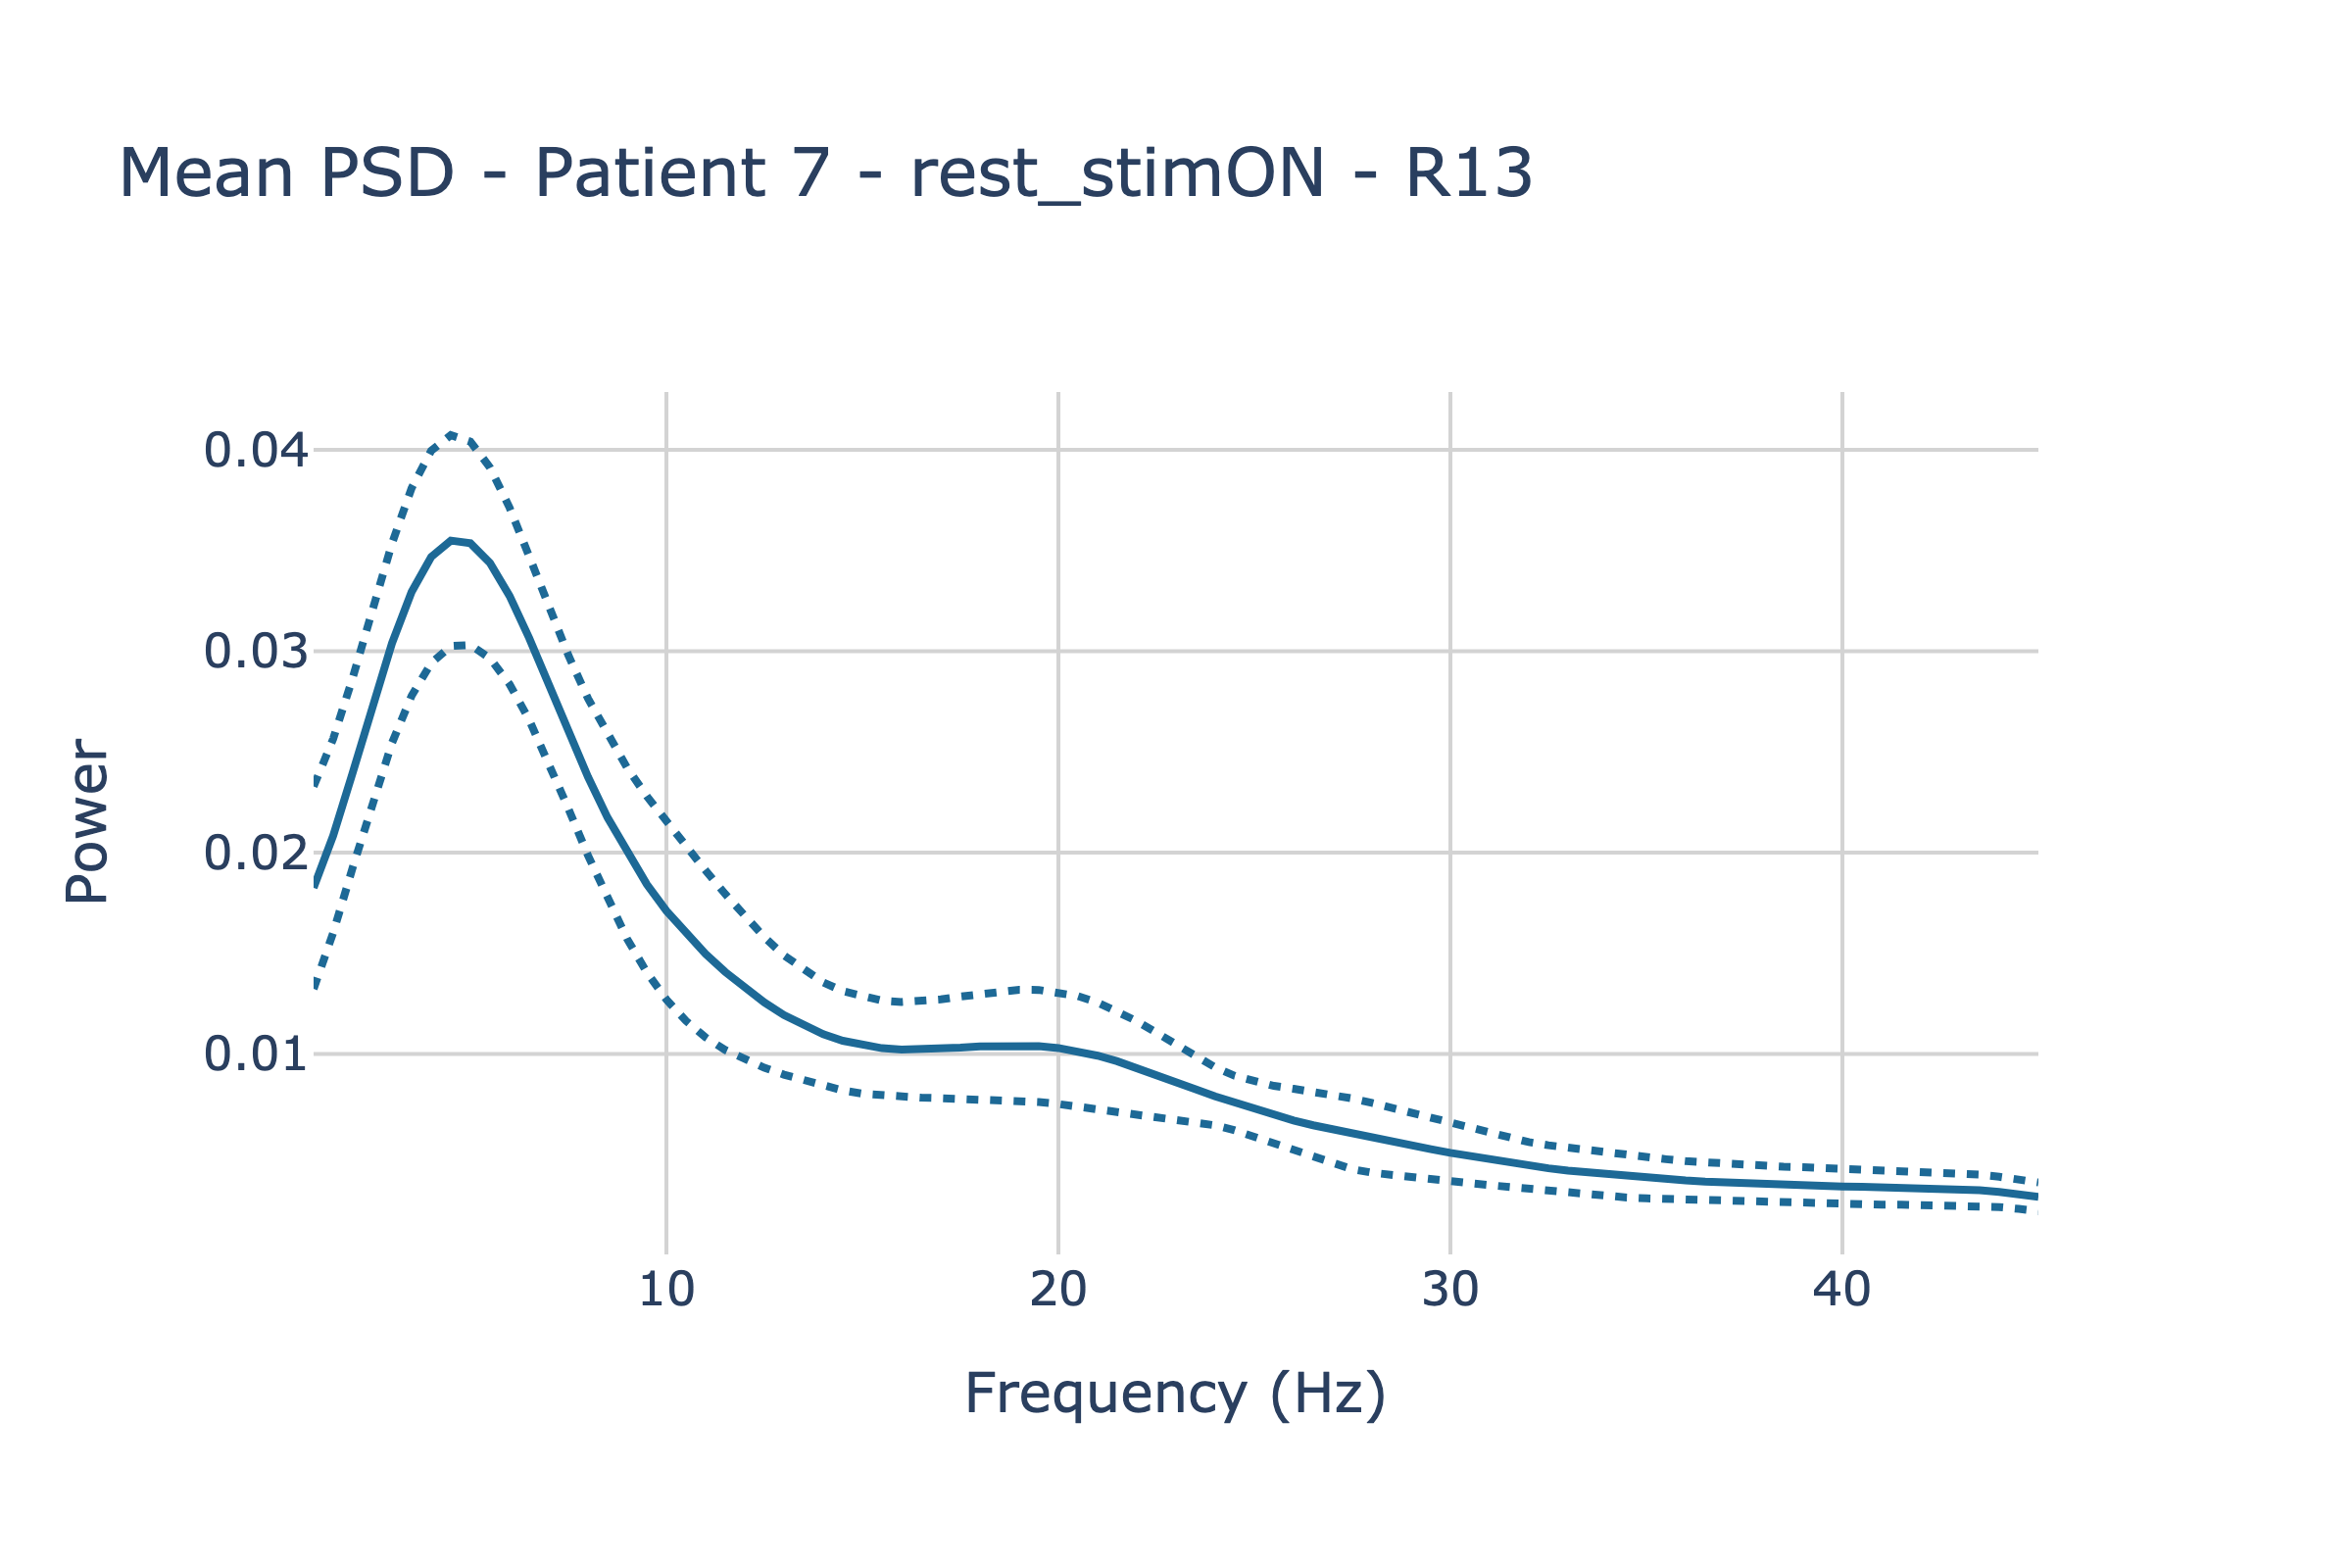 Mean PSD - Patient 7 - rest_stimON - R13
0.04
0.03
0.02
0.01
Power
10 20 30 40
Frequency (Hz)